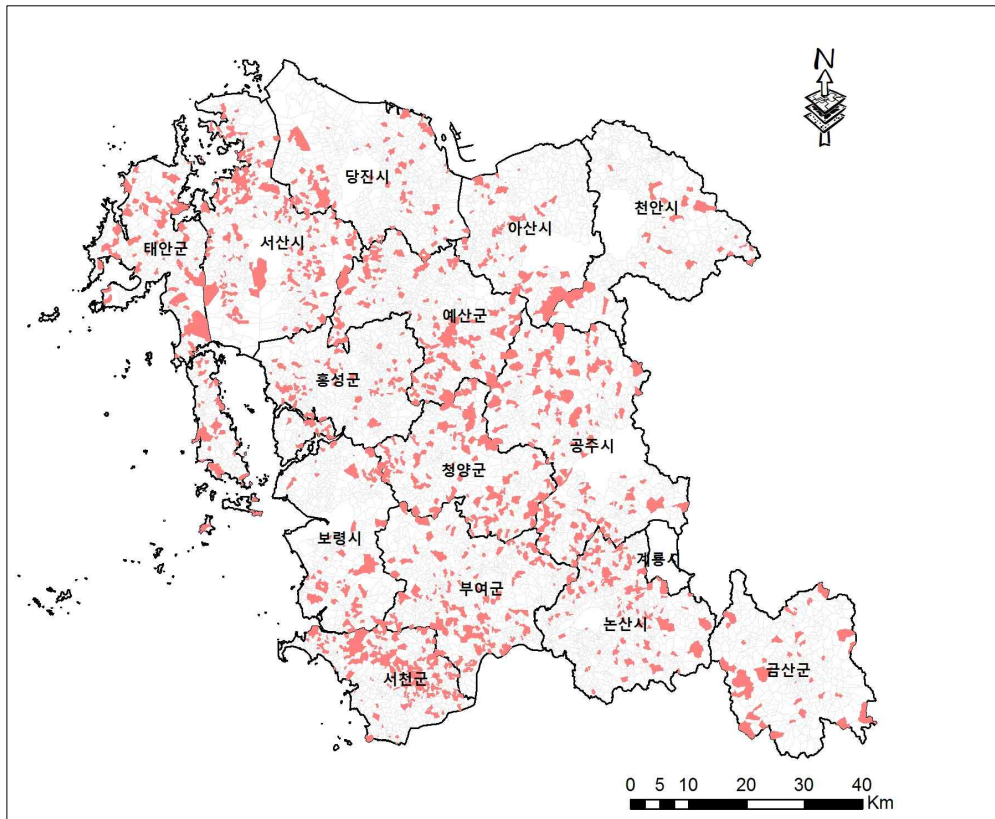 N
당진시
천안시
아산시
서산시
태안군
예산군
홍성군
공주시
청양군
보령시
계룡시
부여군
논산시
금산군
서천군
0 5 10 20 30 40
Km